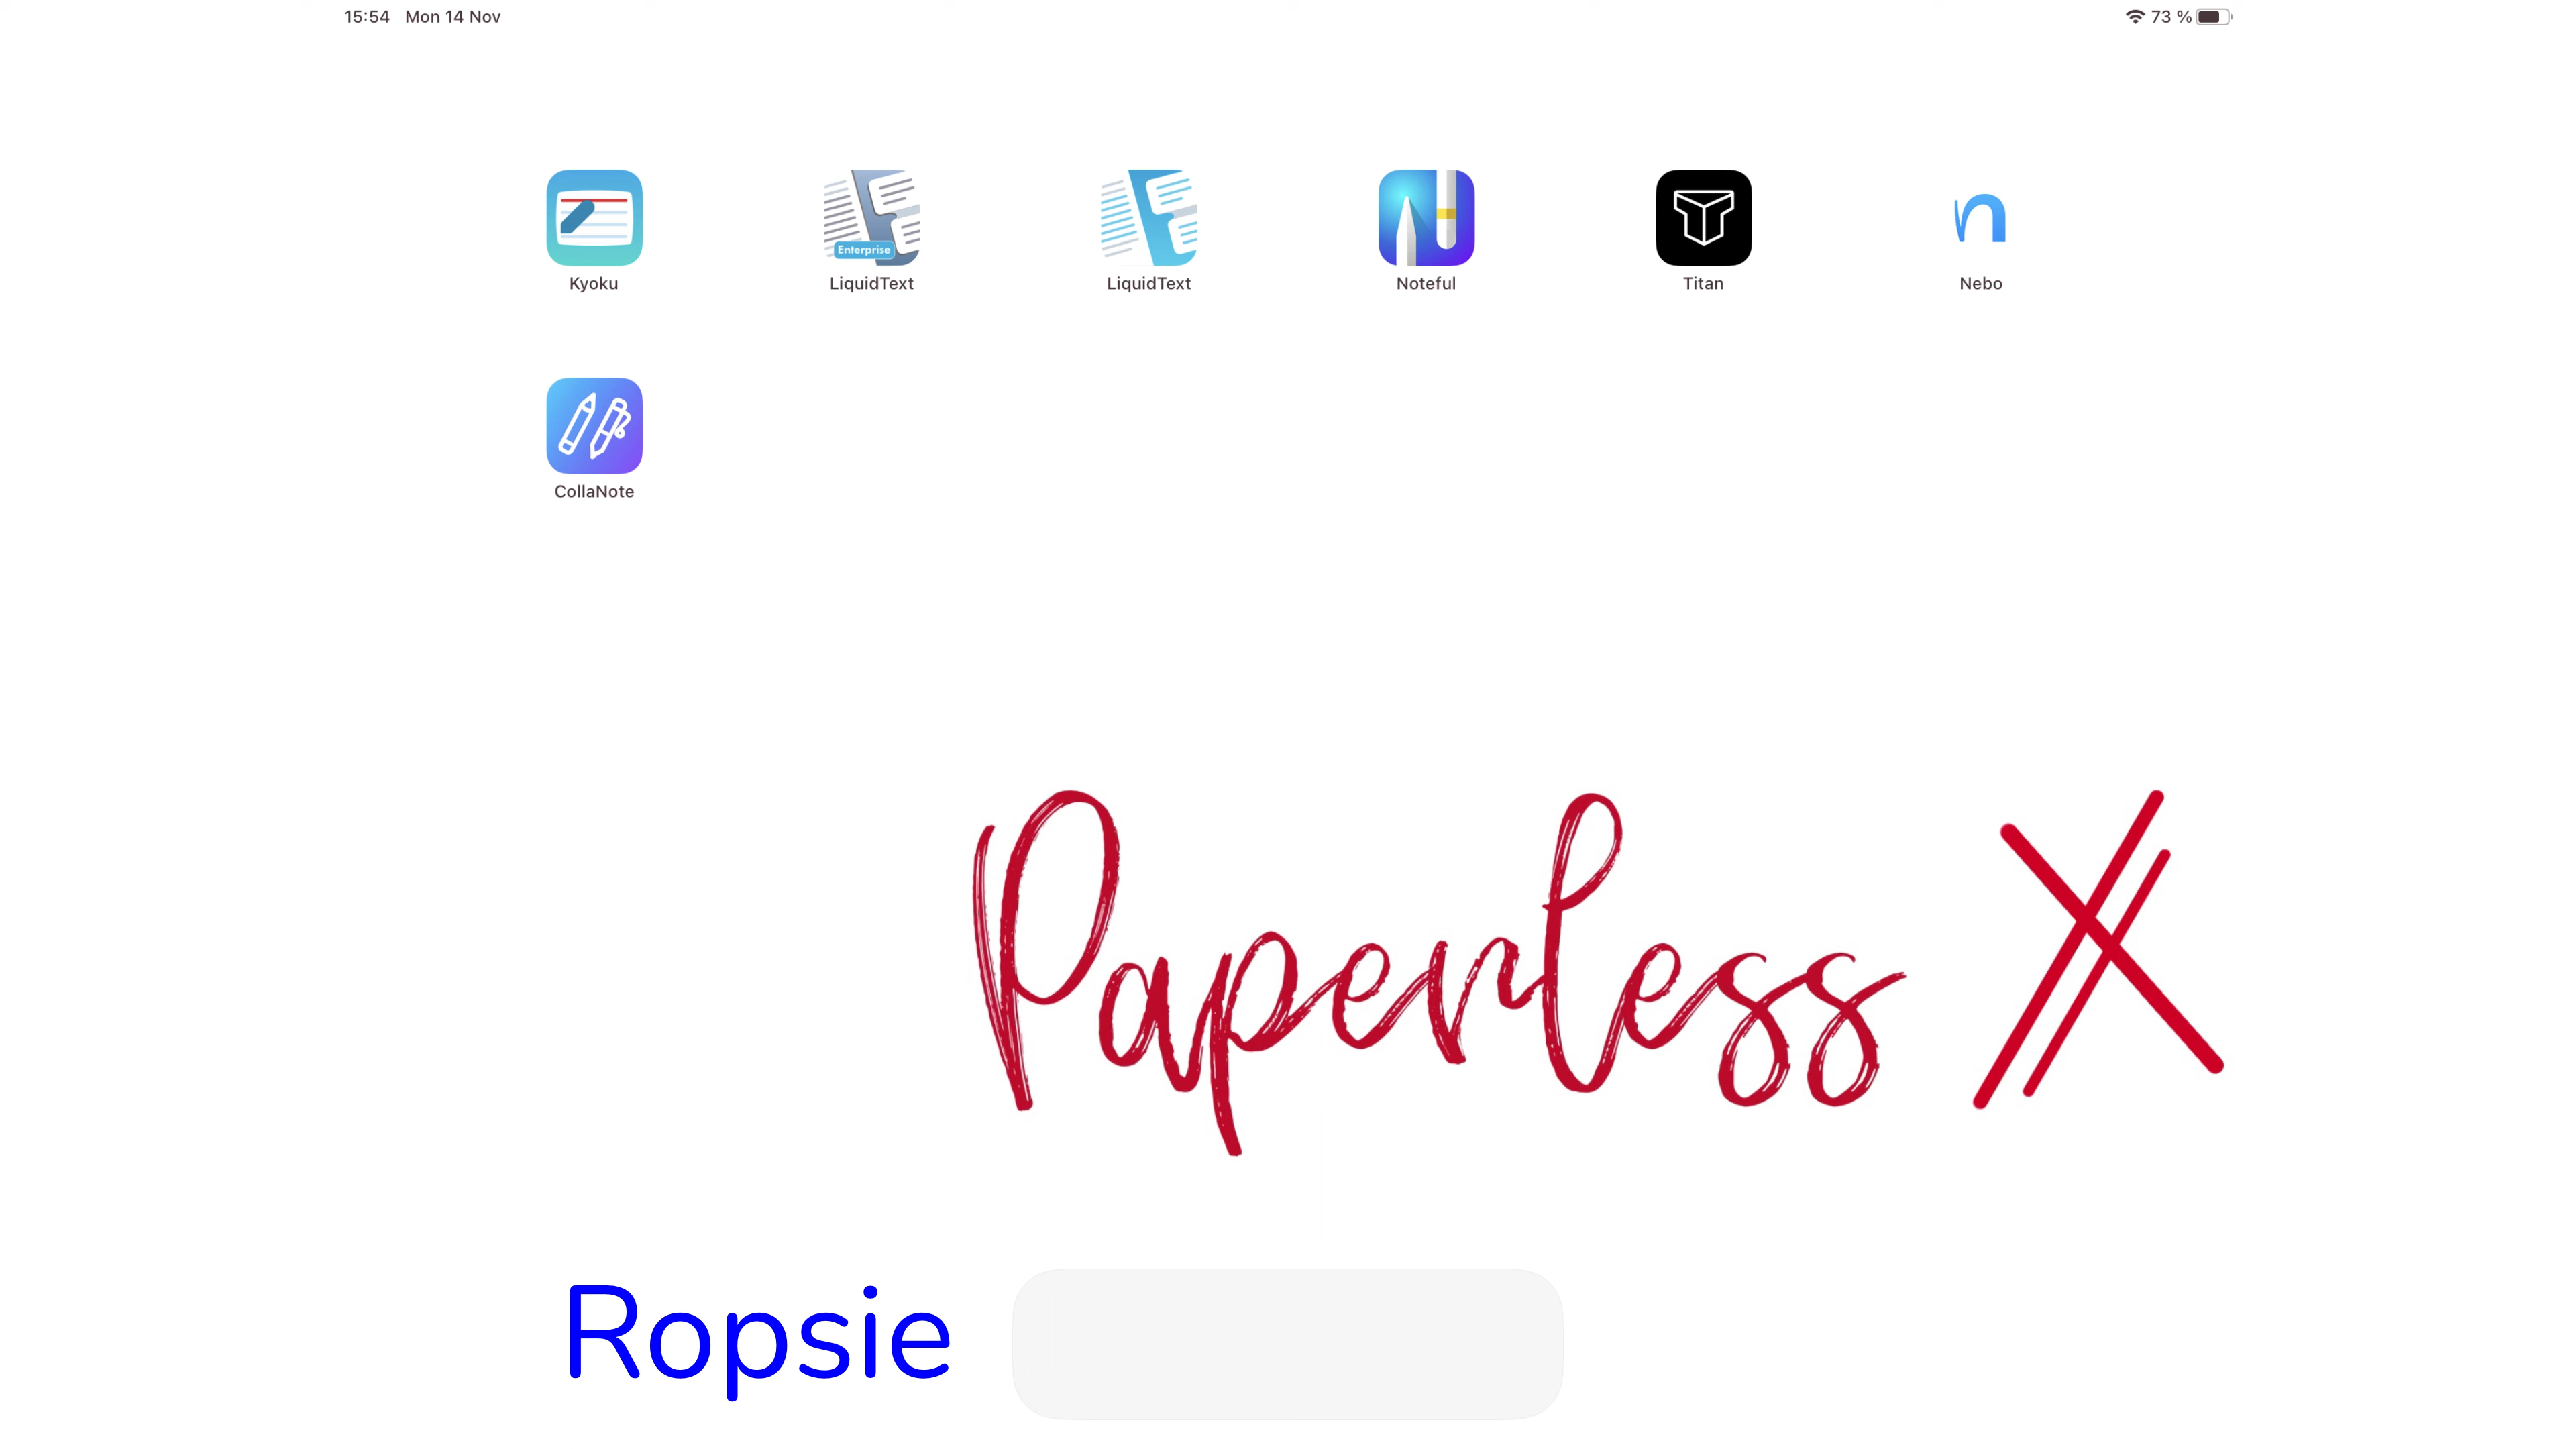 15:54 Mon 14 Nov 73 %
Enterprise
Kyoku LiquidText LiquidText Noteful Titan Nebo
CollaNote
Paperless X
Ropsie